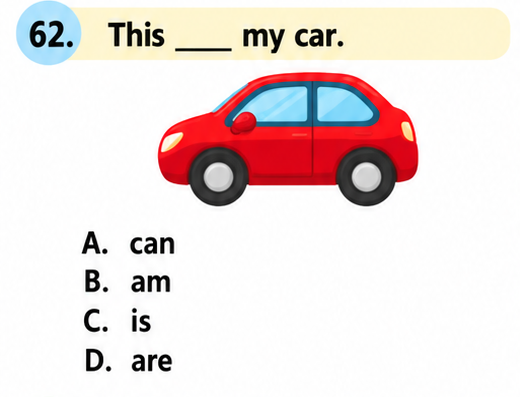 62. This ____ my car.
A. can
B. am
C. is
D. are